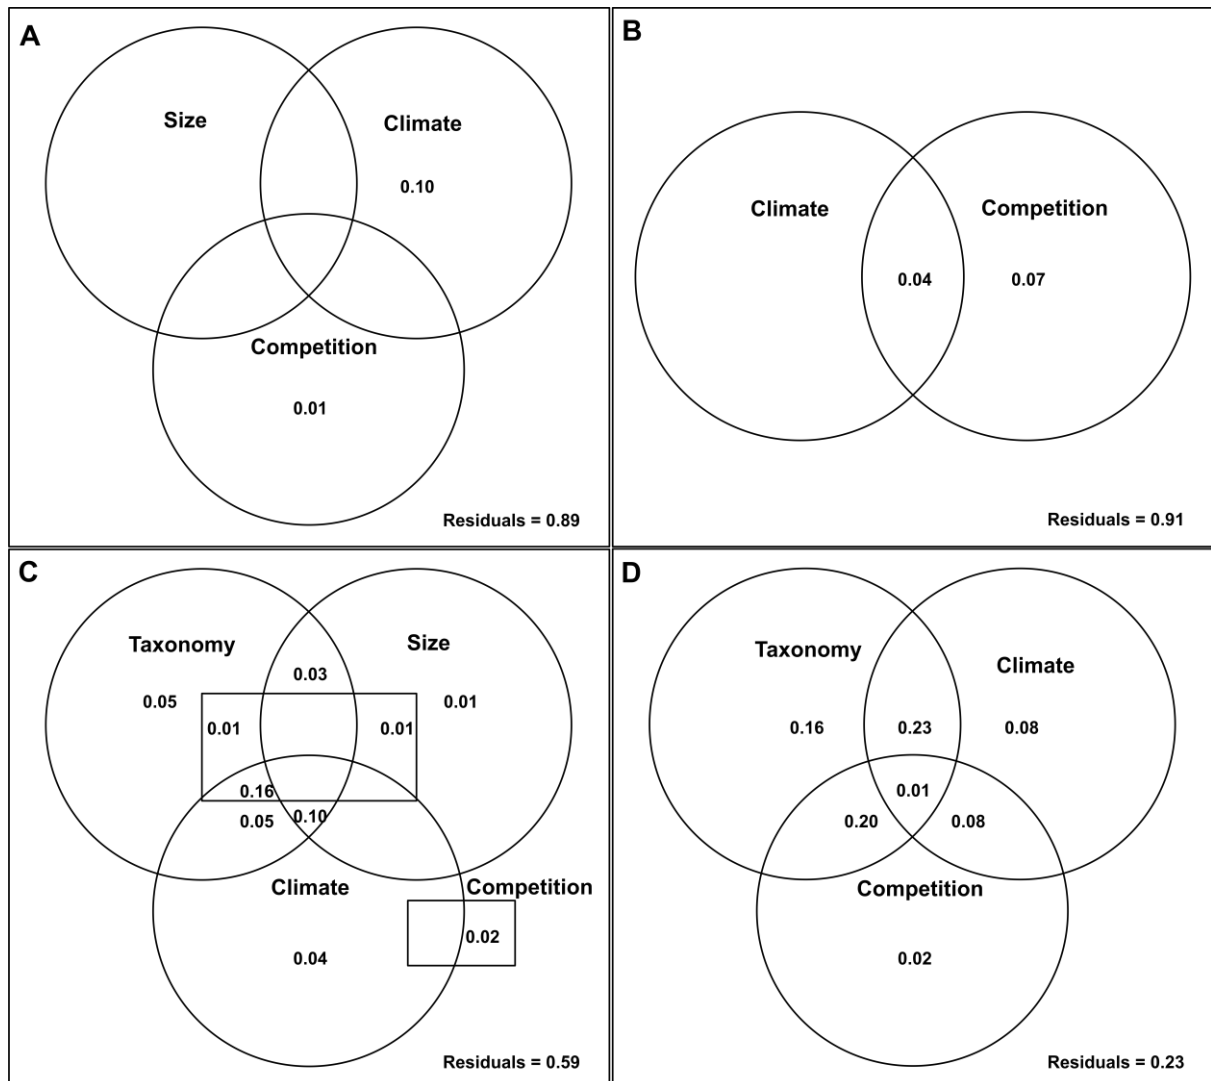 A
Size
Climate
0.10
Competition
0.01
Residuals = 0.89
B
Climate
Competition
0.04
0.07
Residuals = 0.91
C
Taxonomy
Size
0.03
0.05
0.01
0.01
0.01
0.16
0.05
0.10
Climate
Competition
0.02
0.04
Residuals = 0.59
D
Taxonomy
Climate
0.16
0.23
0.08
0.01
0.20
0.08
Competition
0.02
Residuals = 0.23